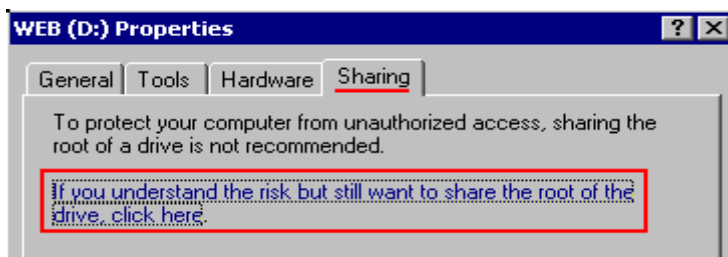 WEB (D:) Properties
General Tools Hardware Sharing
To protect your computer from unauthorized access, sharing the
root of a drive is not recommended.
If you understand the risk but still want to share the root of the
drive, click here.